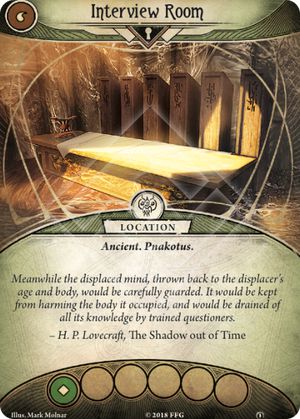 Interview Room
LOCATION
Ancient. Pnakotus.
Meanwhile the displaced mind, thrown back to the displacer's
age and body, would be carefully guarded. It would be kept
from harming the body it occupied, and would be drained of
all its knowledge by trained questioners.
– H. P. Lovecraft, The Shadow out of Time
Illus. Mark Molnar
© 2018 FFG